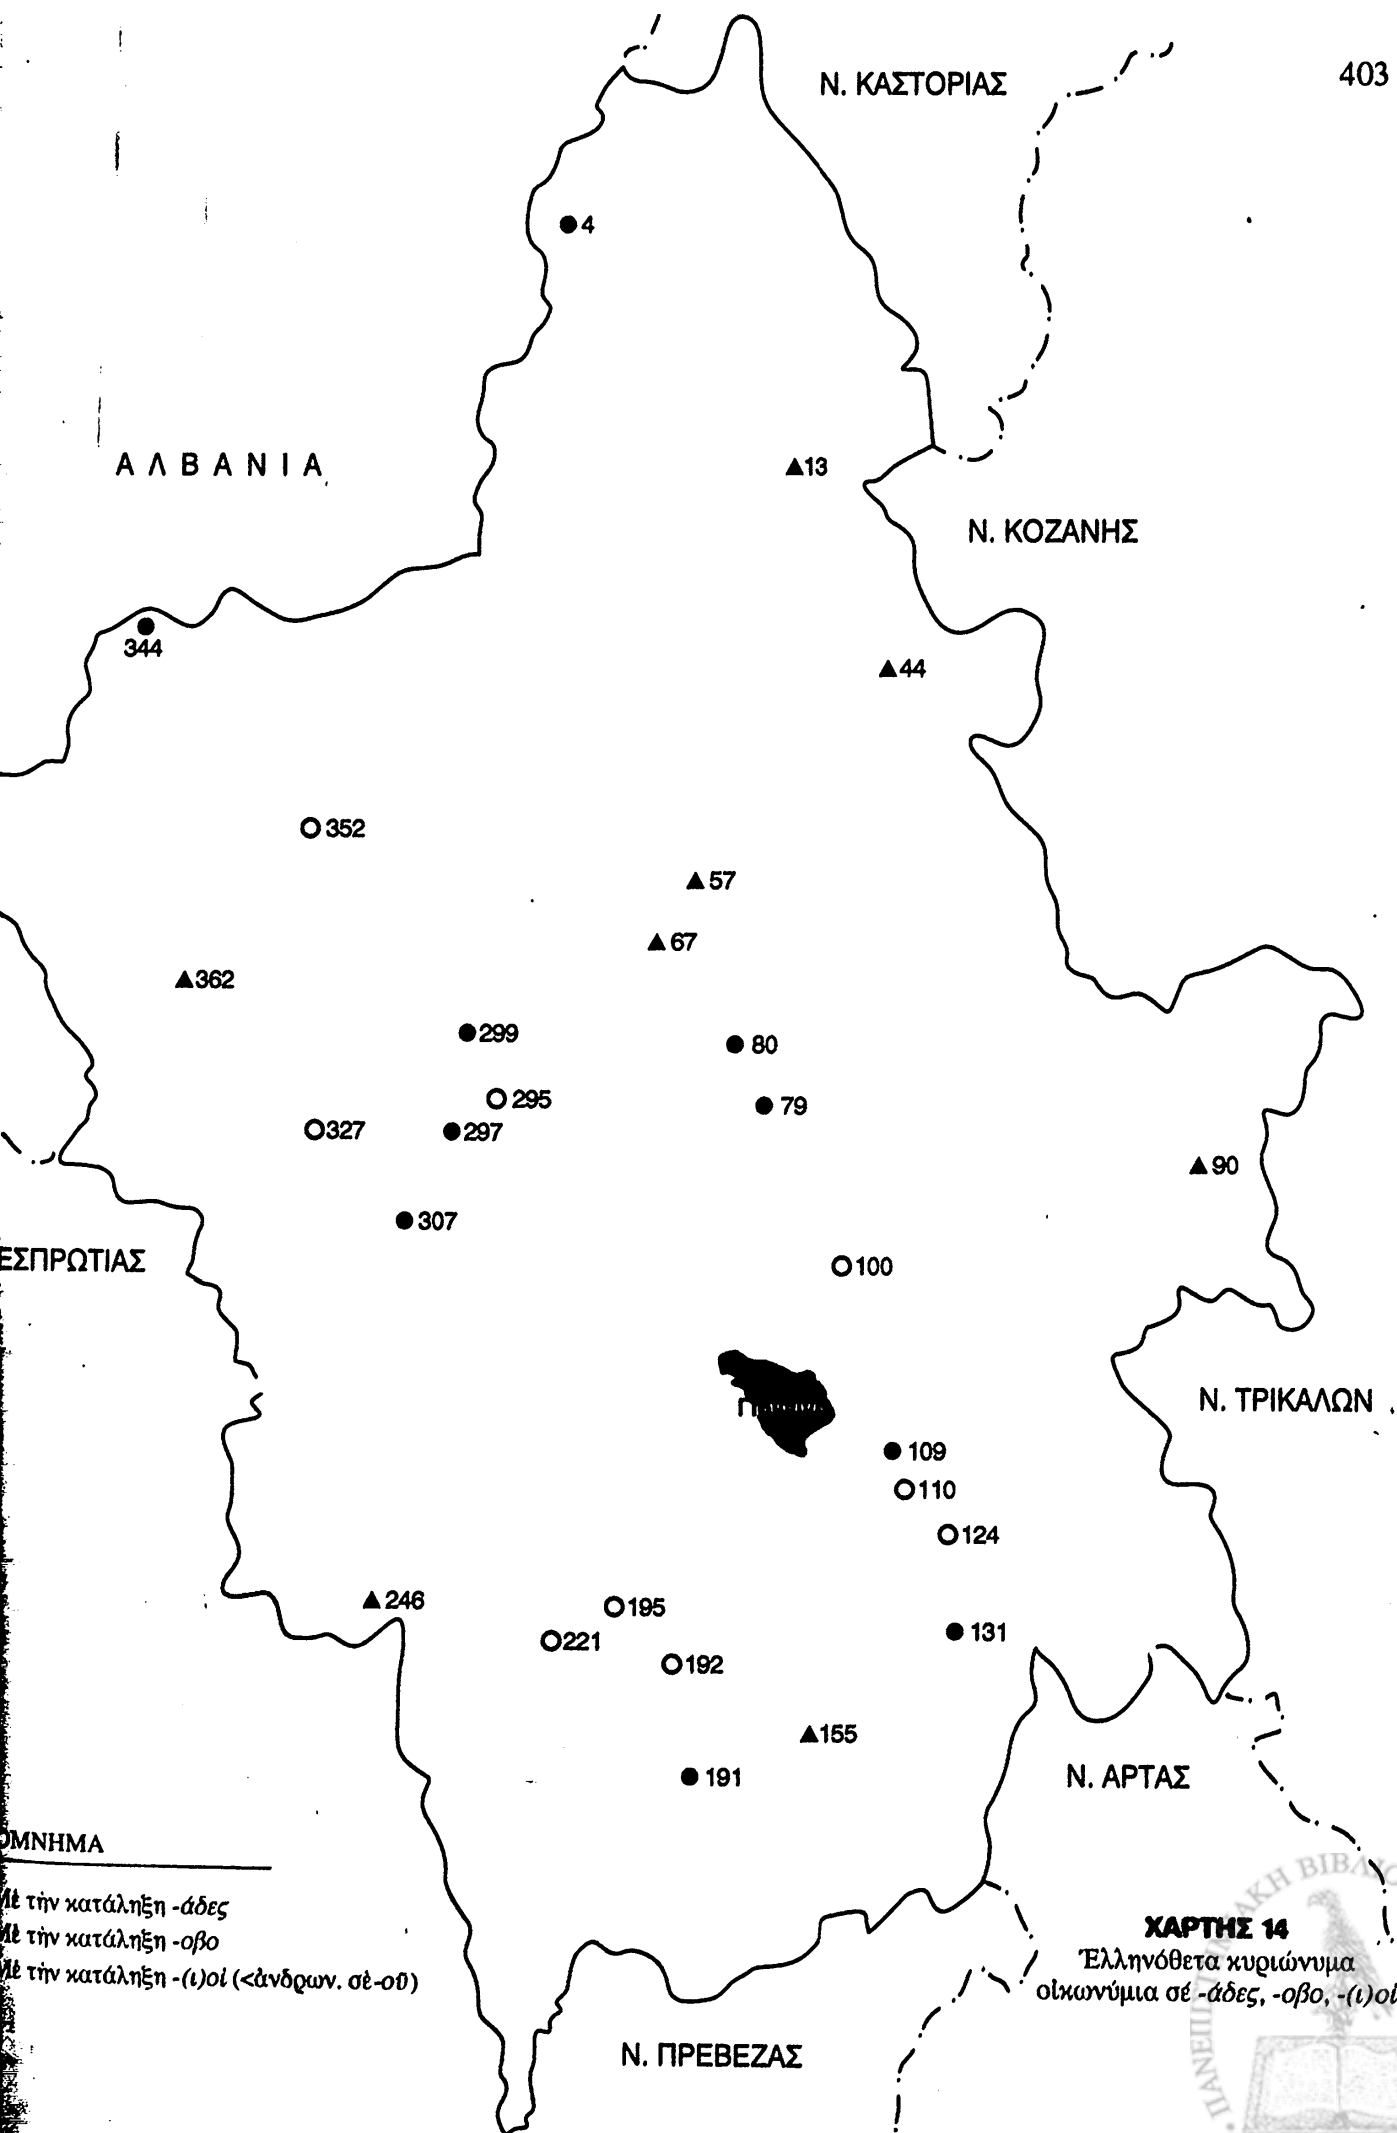 403
Ν. ΚΑΣΤΟΡΙΑΣ
4
ΑΛΒΑΝΙΑ
13
Ν. ΚΟΖΑΝΗΣ
344
44
352
57
67
362
299
80
295
79
327
297
90
307
ΕΣΠΡΩΤΙΑΣ
100
Ν. ΤΡΙΚΑΛΩΝ
109
110
124
246
195
131
221
192
155
191
Ν. ΑΡΤΑΣ
ΟΜΝΗΜΑ
Μὲ τὴν κατάληξη -άδες
Μὲ τὴν κατάληξη -οβο
Μὲ τὴν κατάληξη -(ι)οί (<ἀνδρων. σὲ-οῦ)
ΧΑΡΤΗΣ 14
Ἑλληνόθετα κυριώνυμα
οἰκωνύμια σέ -άδες, -οβο, -(ι)οί
Ν. ΠΡΕΒΕΖΑΣ